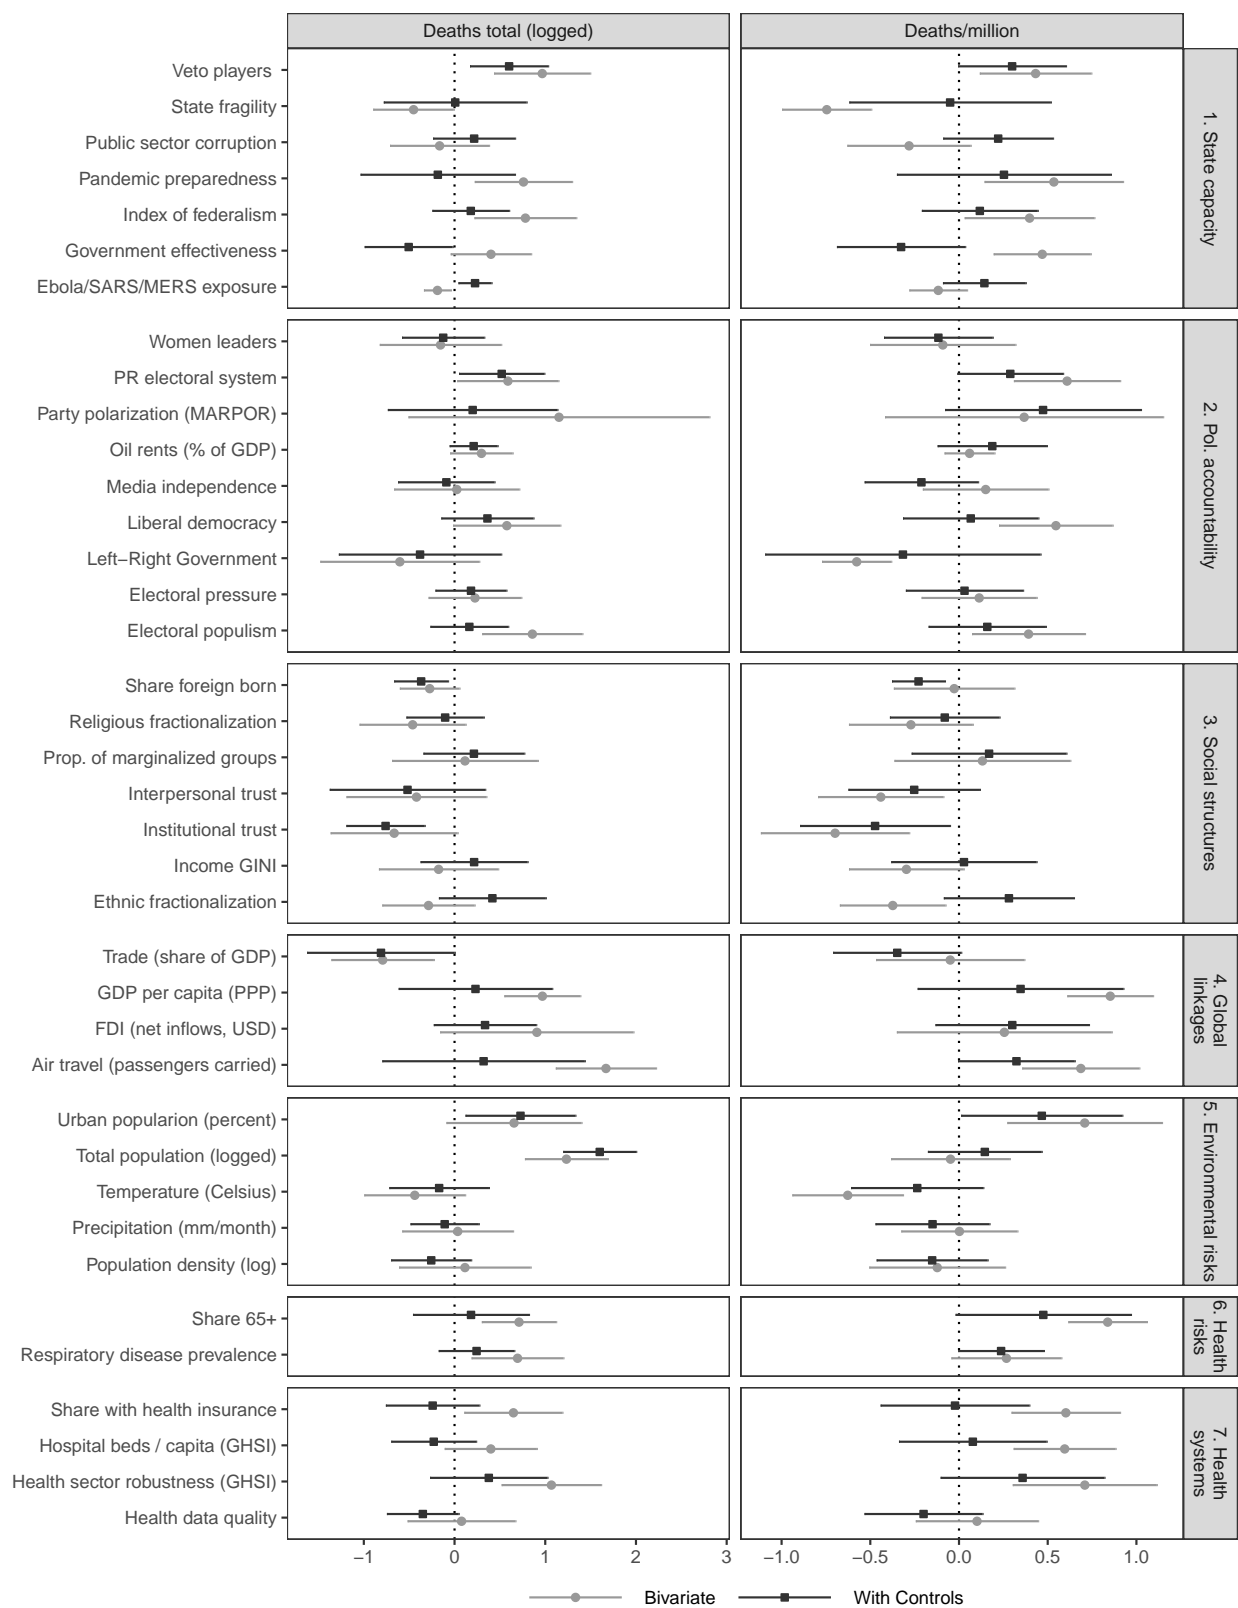 Deaths total (logged)
Deaths/million
Veto players
State fragility
Public sector corruption
Pandemic preparedness
Index of federalism
Government effectiveness
Ebola/SARS/MERS exposure
1. State capacity
Women leaders
PR electoral system
Party polarization (MARPOR)
Oil rents (% of GDP)
Media independence
Liberal democracy
Left−Right Government
Electoral pressure
Electoral populism
2. Pol. accountability
Share foreign born
Religious fractionalization
Prop. of marginalized groups
Interpersonal trust
Institutional trust
Income GINI
Ethnic fractionalization
3. Social structures
Trade (share of GDP)
GDP per capita (PPP)
FDI (net inflows, USD)
Air travel (passengers carried)
4. Global
linkages
Urban popularion (percent)
Total population (logged)
Temperature (Celsius)
Precipitation (mm/month)
Population density (log)
5. Environmental risks
Share 65+
Respiratory disease prevalence
6. Health
risks
Share with health insurance
Hospital beds / capita (GHSI)
Health sector robustness (GHSI)
Health data quality
7. Health
systems
−1 0 1 2 3
−1.0 −0.5 0.0 0.5 1.0
Bivariate With Controls